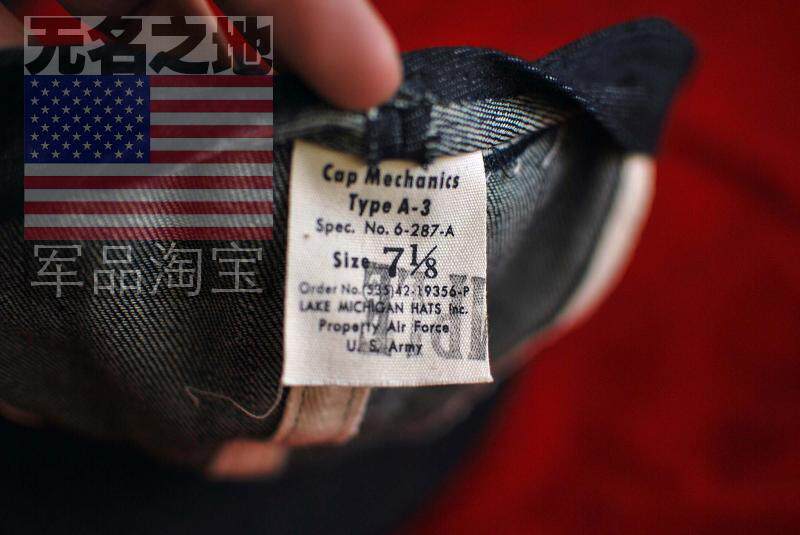 无名之地
军品淘宝
Cap Mechanics
Type A-3
Spec. No. 6-287-A
Size 7⅛
Order No.(535)42-19356-P
LAKE MICHIGAN HATS Inc.
Property Air Force
U. S. Army